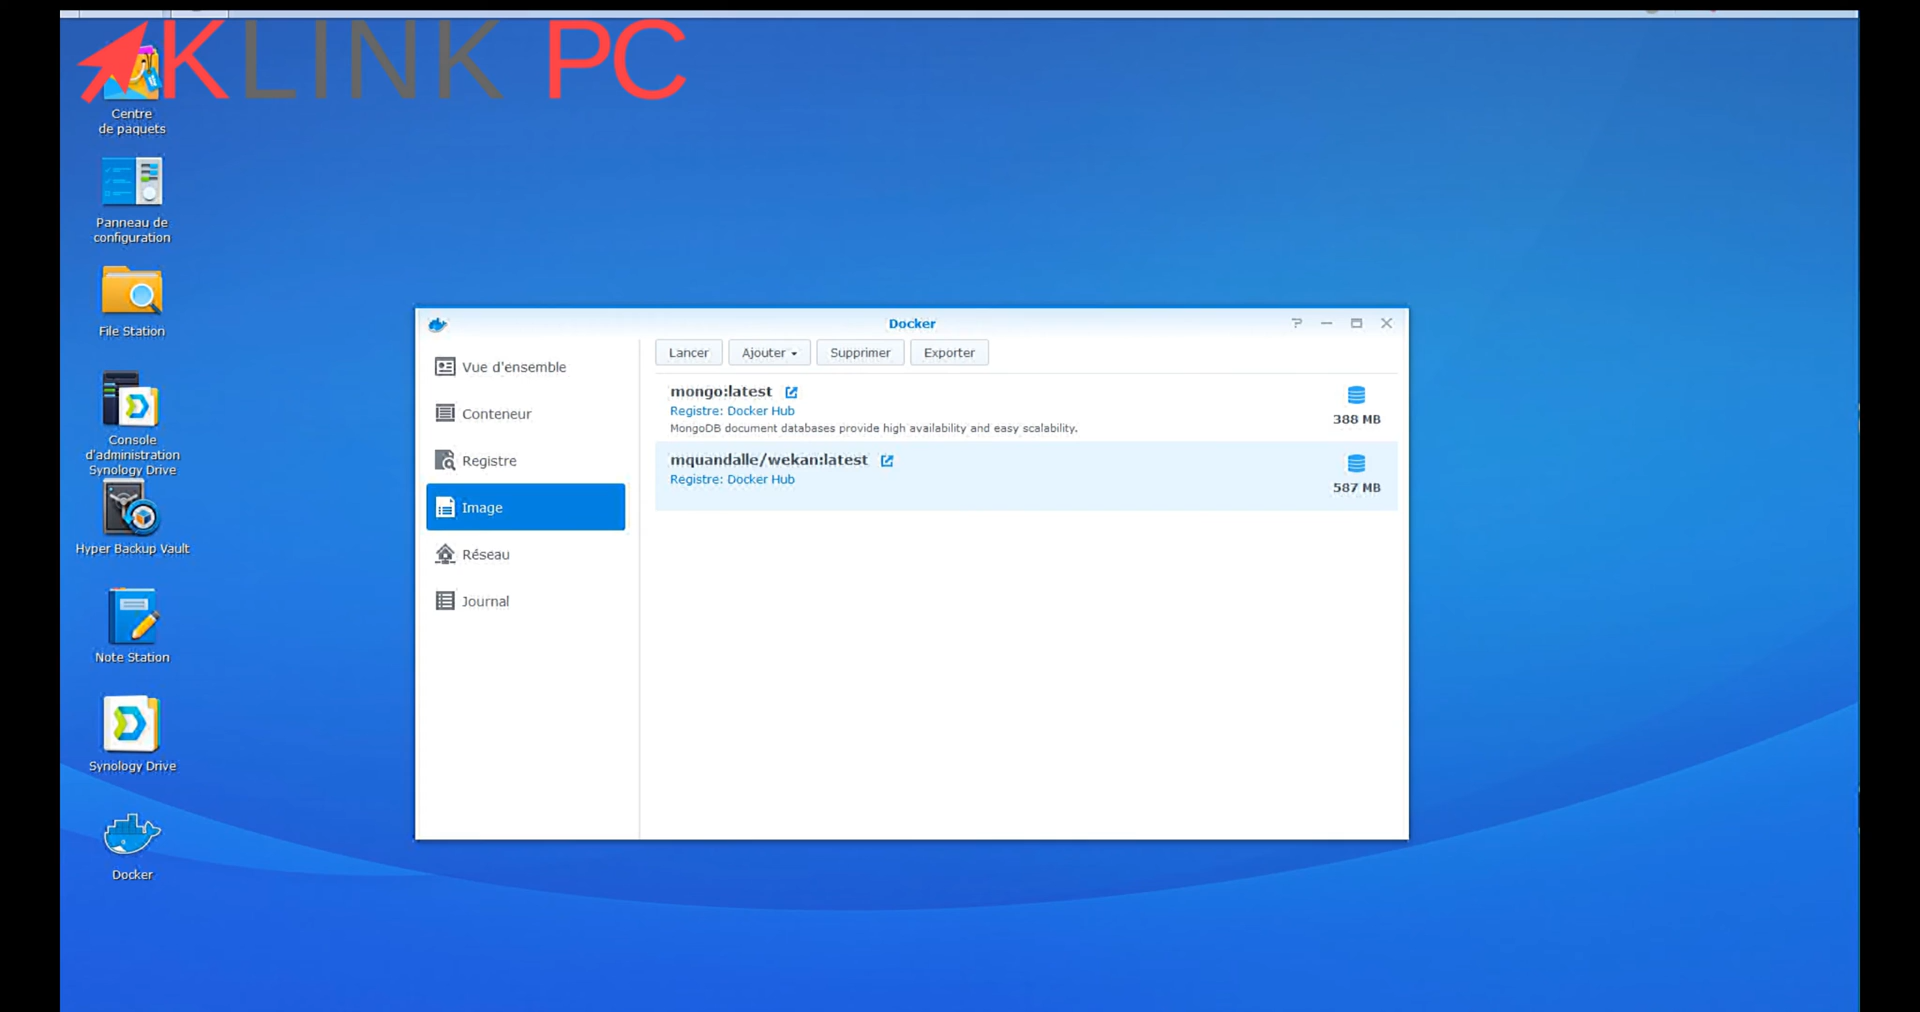 KLINK PC
Centre
de paquets
Panneau de
configuration
File Station
Console
d'administration
Synology Drive
Hyper Backup Vault
Note Station
Synology Drive
Docker
Docker
?
Vue d'ensemble
Conteneur
Registre
Image
Réseau
Journal
Lancer
Ajouter
Supprimer
Exporter
mongo:latest
Registre: Docker Hub
MongoDB document databases provide high availability and easy scalability.
388 MB
mquandalle/wekan:latest
Registre: Docker Hub
587 MB